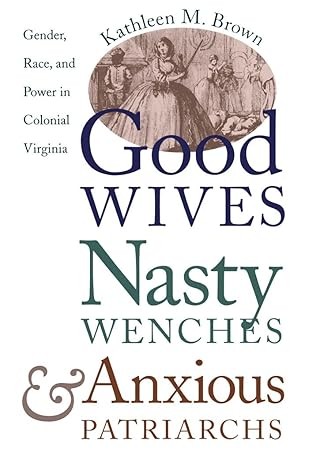 Kathleen M. Brown
Gender,
Race, and
Power in
Colonial
Virginia
Good
WIVES
Nasty
WENCHES
& Anxious
PATRIARCHS